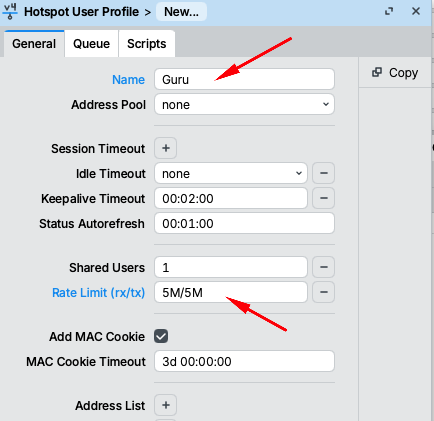 v4 Hotspot User Profile > New...
General Queue Scripts
Name Guru
Copy
Address Pool none
Session Timeout +
Idle Timeout none −
Keepalive Timeout 00:02:00 −
Status Autorefresh 00:01:00
Shared Users 1 −
Rate Limit (rx/tx) 5M/5M −
Add MAC Cookie
MAC Cookie Timeout 3d 00:00:00
Address List +